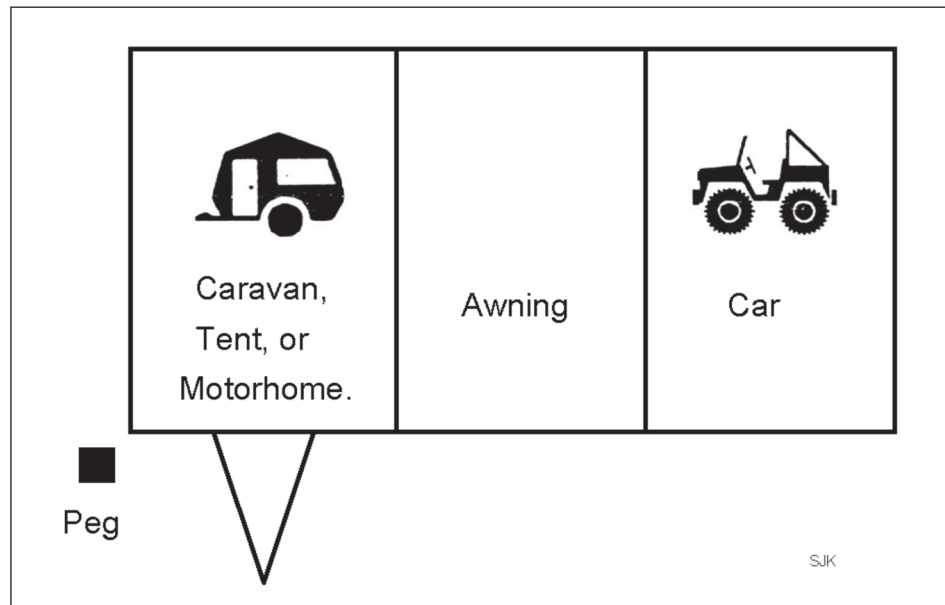 Caravan,
Tent, or
Motorhome.
Awning
Car
Peg
SJK